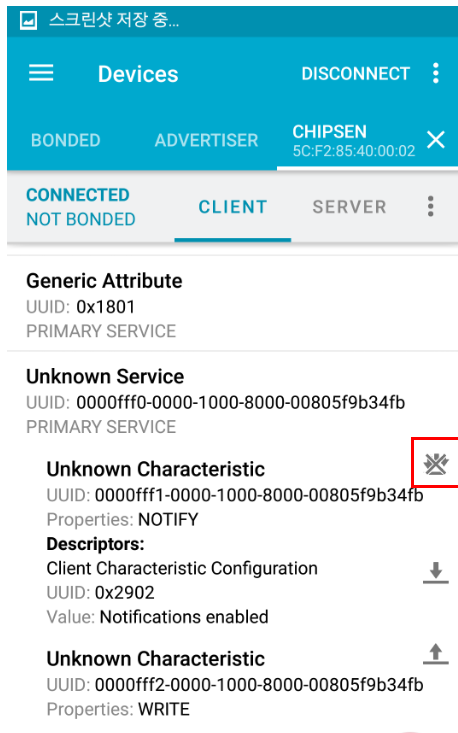 스크린샷 저장 중...
Devices
DISCONNECT
BONDED
ADVERTISER
CHIPSEN
5C:F2:85:40:00:02
CONNECTED
NOT BONDED
CLIENT
SERVER
Generic Attribute
UUID: 0x1801
PRIMARY SERVICE
Unknown Service
UUID: 0000fff0-0000-1000-8000-00805f9b34fb
PRIMARY SERVICE
Unknown Characteristic
UUID: 0000fff1-0000-1000-8000-00805f9b34fb
Properties: NOTIFY
Descriptors:
Client Characteristic Configuration
UUID: 0x2902
Value: Notifications enabled
Unknown Characteristic
UUID: 0000fff2-0000-1000-8000-00805f9b34fb
Properties: WRITE